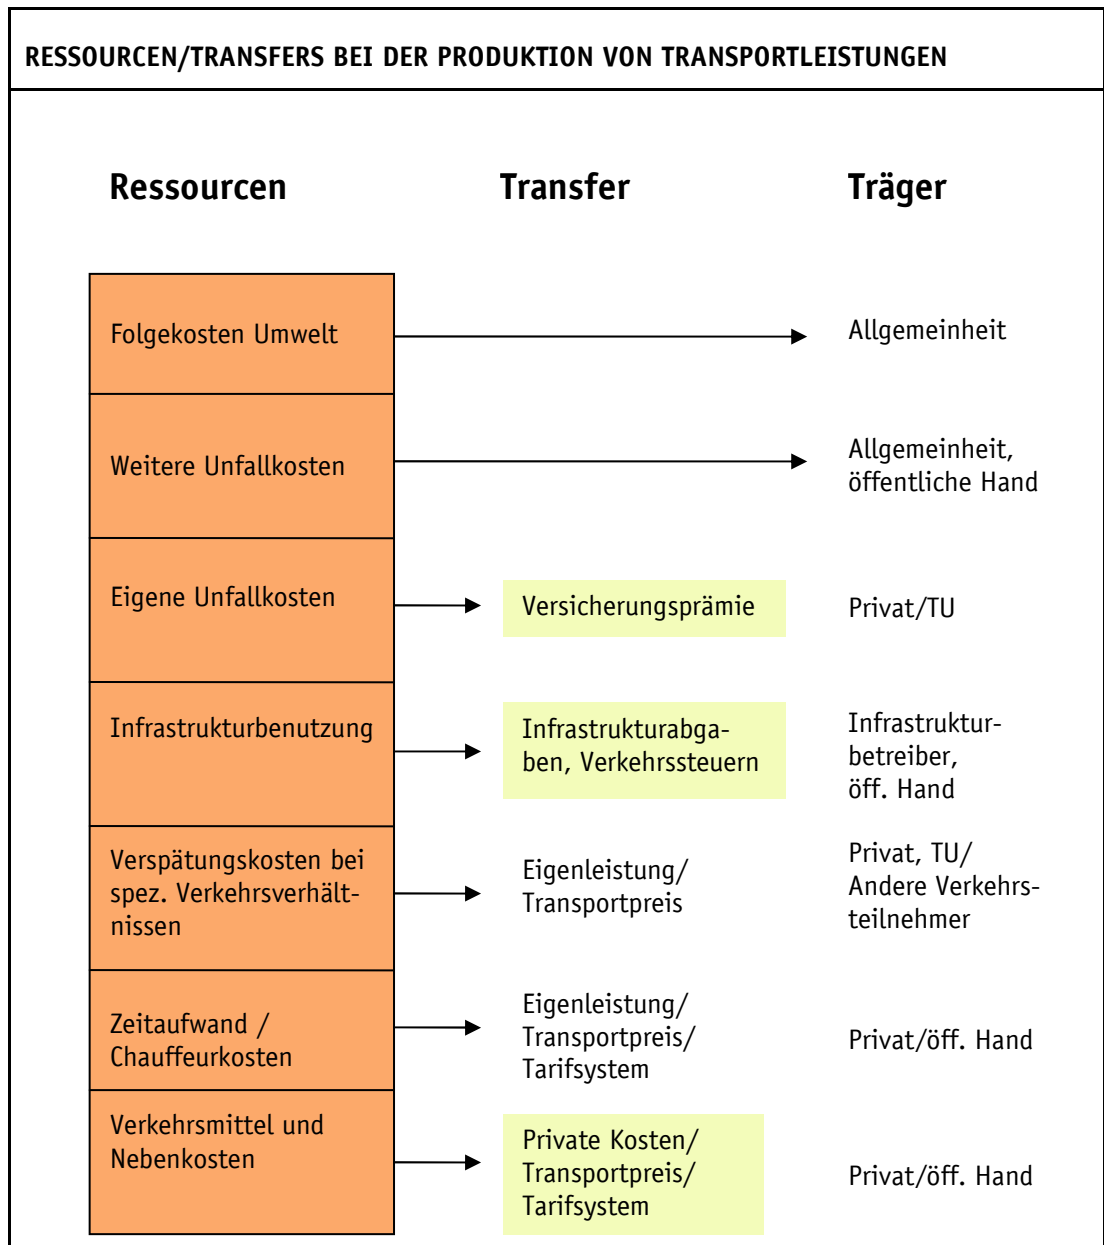 RESSOURCEN/TRANSFERS BEI DER PRODUKTION VON TRANSPORTLEISTUNGEN
Ressourcen
Transfer
Träger
Folgekosten Umwelt
Allgemeinheit
Weitere Unfallkosten
Allgemeinheit,
öffentliche Hand
Eigene Unfallkosten
Versicherungsprämie
Privat/TU
Infrastrukturbenutzung
Infrastrukturabga-
ben, Verkehrssteuern
Infrastruktur-
betreiber,
öff. Hand
Verspätungskosten bei
spez. Verkehrsverhält-
nissen
Eigenleistung/
Transportpreis
Privat, TU/
Andere Verkehrs-
teilnehmer
Zeitaufwand /
Chauffeurkosten
Eigenleistung/
Transportpreis/
Tarifsystem
Privat/öff. Hand
Verkehrsmittel und
Nebenkosten
Private Kosten/
Transportpreis/
Tarifsystem
Privat/öff. Hand